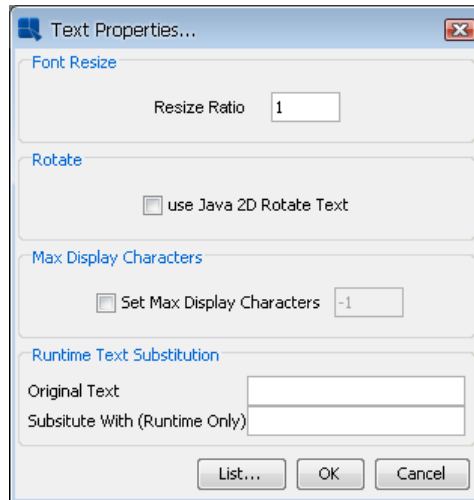 Text Properties...
Font Resize
Resize Ratio 1
Rotate
use Java 2D Rotate Text
Max Display Characters
Set Max Display Characters -1
Runtime Text Substitution
Original Text
Subsitute With (Runtime Only)
List... OK Cancel